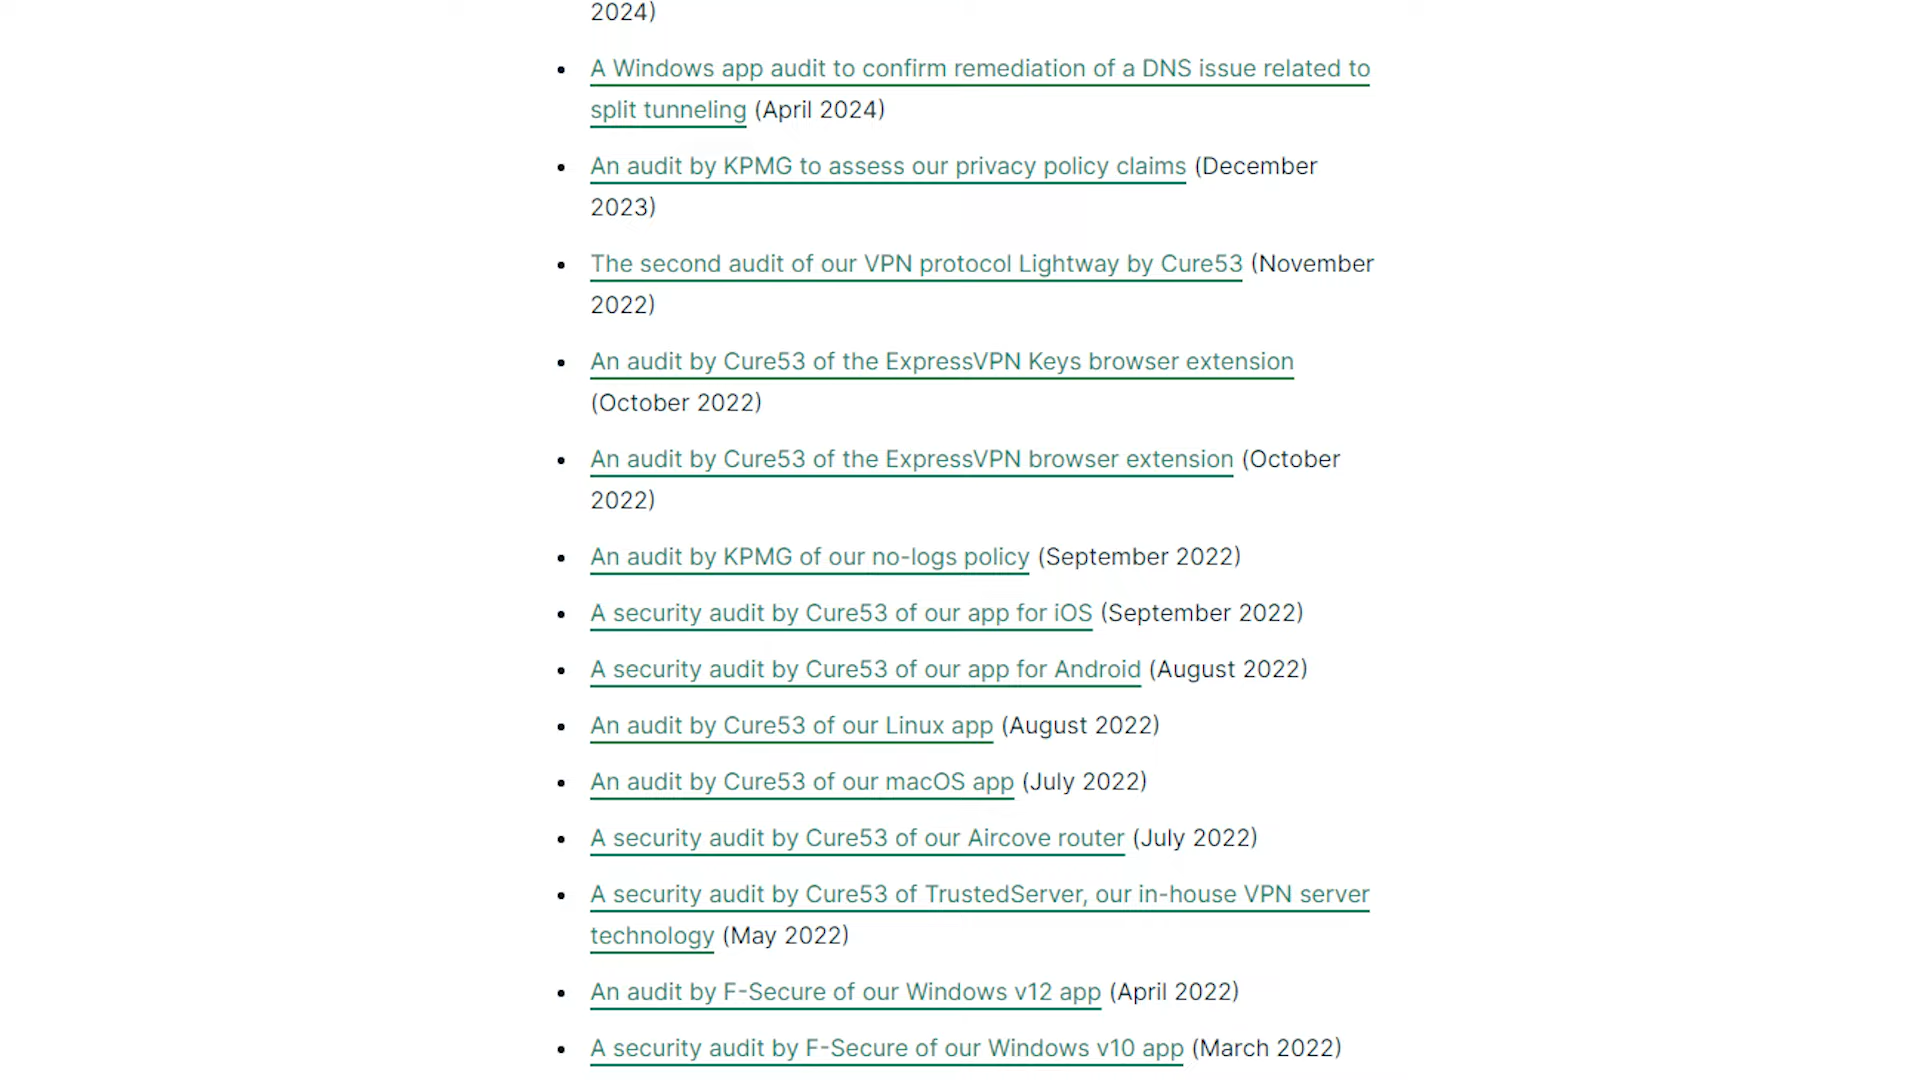 2024)
A Windows app audit to confirm remediation of a DNS issue related to
split tunneling (April 2024)
An audit by KPMG to assess our privacy policy claims (December
2023)
The second audit of our VPN protocol Lightway by Cure53 (November
2022)
An audit by Cure53 of the ExpressVPN Keys browser extension
(October 2022)
An audit by Cure53 of the ExpressVPN browser extension (October
2022)
An audit by KPMG of our no-logs policy (September 2022)
A security audit by Cure53 of our app for iOS (September 2022)
A security audit by Cure53 of our app for Android (August 2022)
An audit by Cure53 of our Linux app (August 2022)
An audit by Cure53 of our macOS app (July 2022)
A security audit by Cure53 of our Aircove router (July 2022)
A security audit by Cure53 of TrustedServer, our in-house VPN server
technology (May 2022)
An audit by F-Secure of our Windows v12 app (April 2022)
A security audit by F-Secure of our Windows v10 app (March 2022)